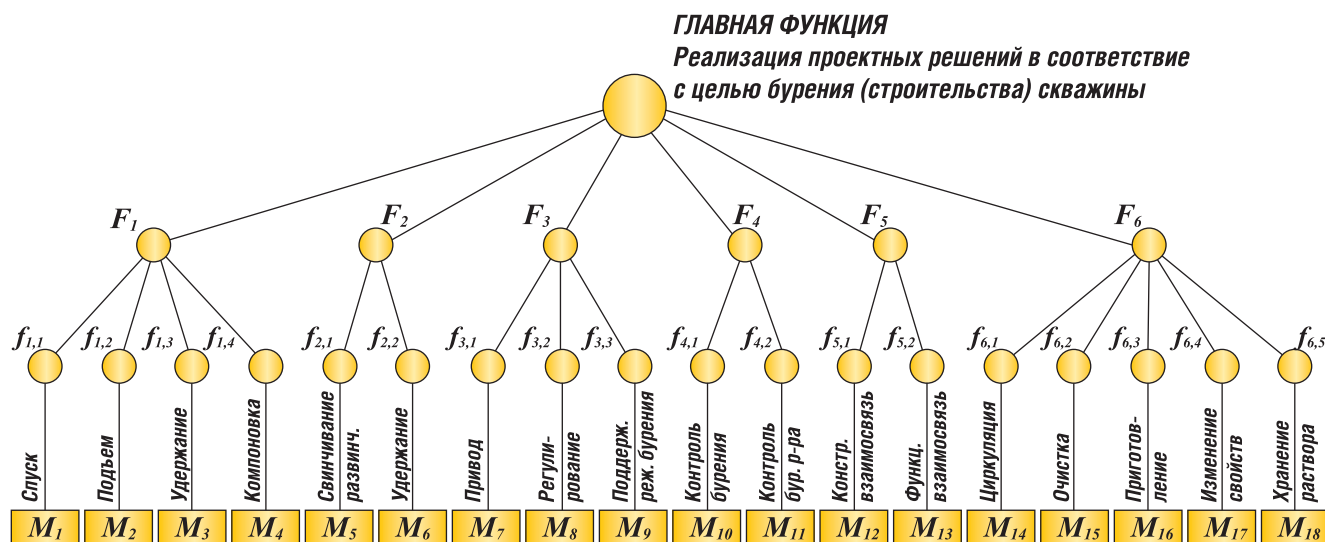 ГЛАВНАЯ ФУНКЦИЯ
Реализация проектных решений в соответствие
с целью бурения (строительства) скважины
F1
F2
F3
F4
F5
F6
f1,1
f1,2
f1,3
f1,4
f2,1
f2,2
f3,1
f3,2
f3,3
f4,1
f4,2
f5,1
f5,2
f6,1
f6,2
f6,3
f6,4
f6,5
Спуск
Подъем
Удержание
Компоновка
Свинчивание
развинч.
Удержание
Привод
Регули-
рование
Поддерж.
реж. бурения
Контроль
бурения
Контроль
бур. р-ра
Констр.
взаимосвязь
Функц.
взаимосвязь
Циркуляция
Очистка
Приготов-
ление
Изменение
свойств
Хранение
раствора
M1
M2
M3
M4
M5
M6
M7
M8
M9
M10
M11
M12
M13
M14
M15
M16
M17
M18